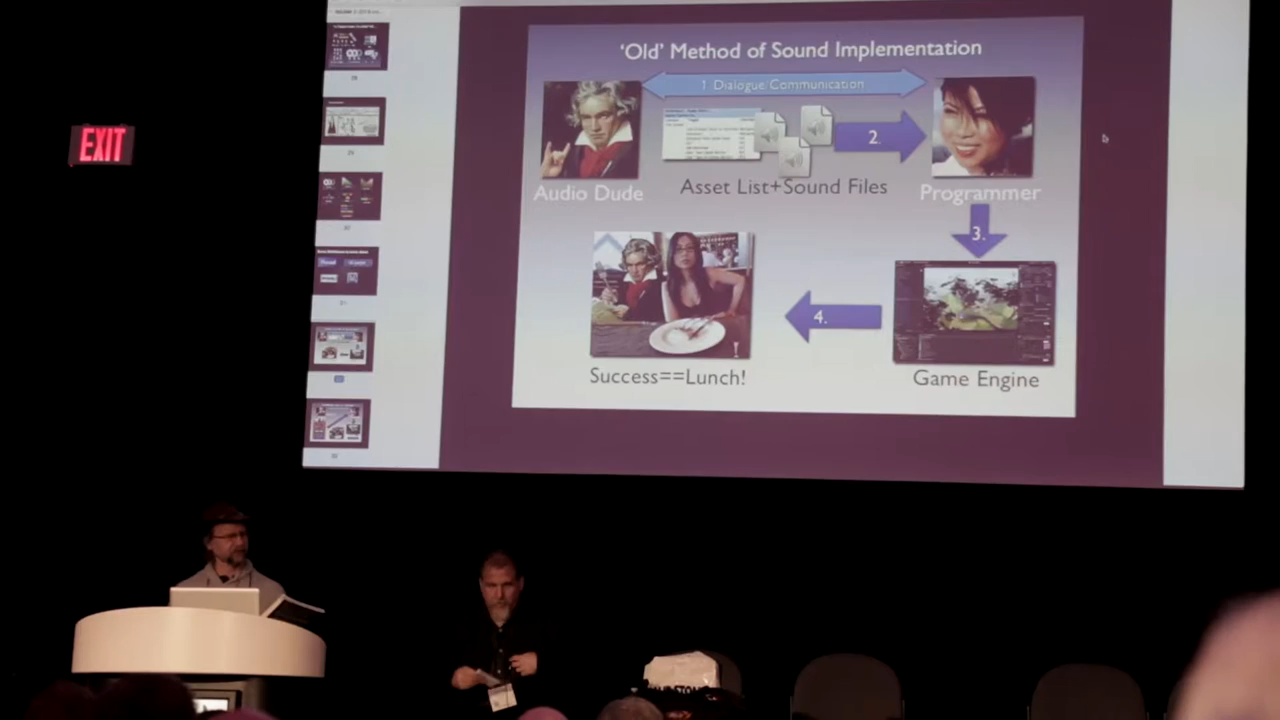 EXIT
'Old' Method of Sound Implementation
1 Dialogue/Communication
2.
Audio Dude
Asset List+Sound Files
Programmer
3.
4.
Success==Lunch!
Game Engine